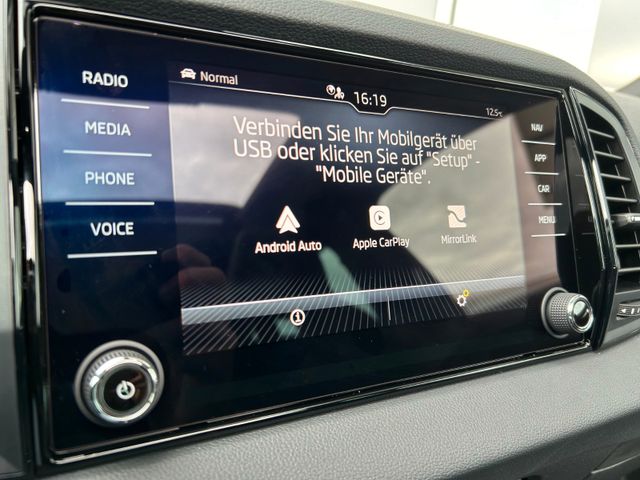 RADIO
MEDIA
PHONE
VOICE
Normal
16:19
12.5°C
Verbinden Sie Ihr Mobilgerät über
USB oder klicken Sie auf "Setup" -
"Mobile Geräte".
Android Auto
Apple CarPlay
MirrorLink
NAV
APP
CAR
MENU